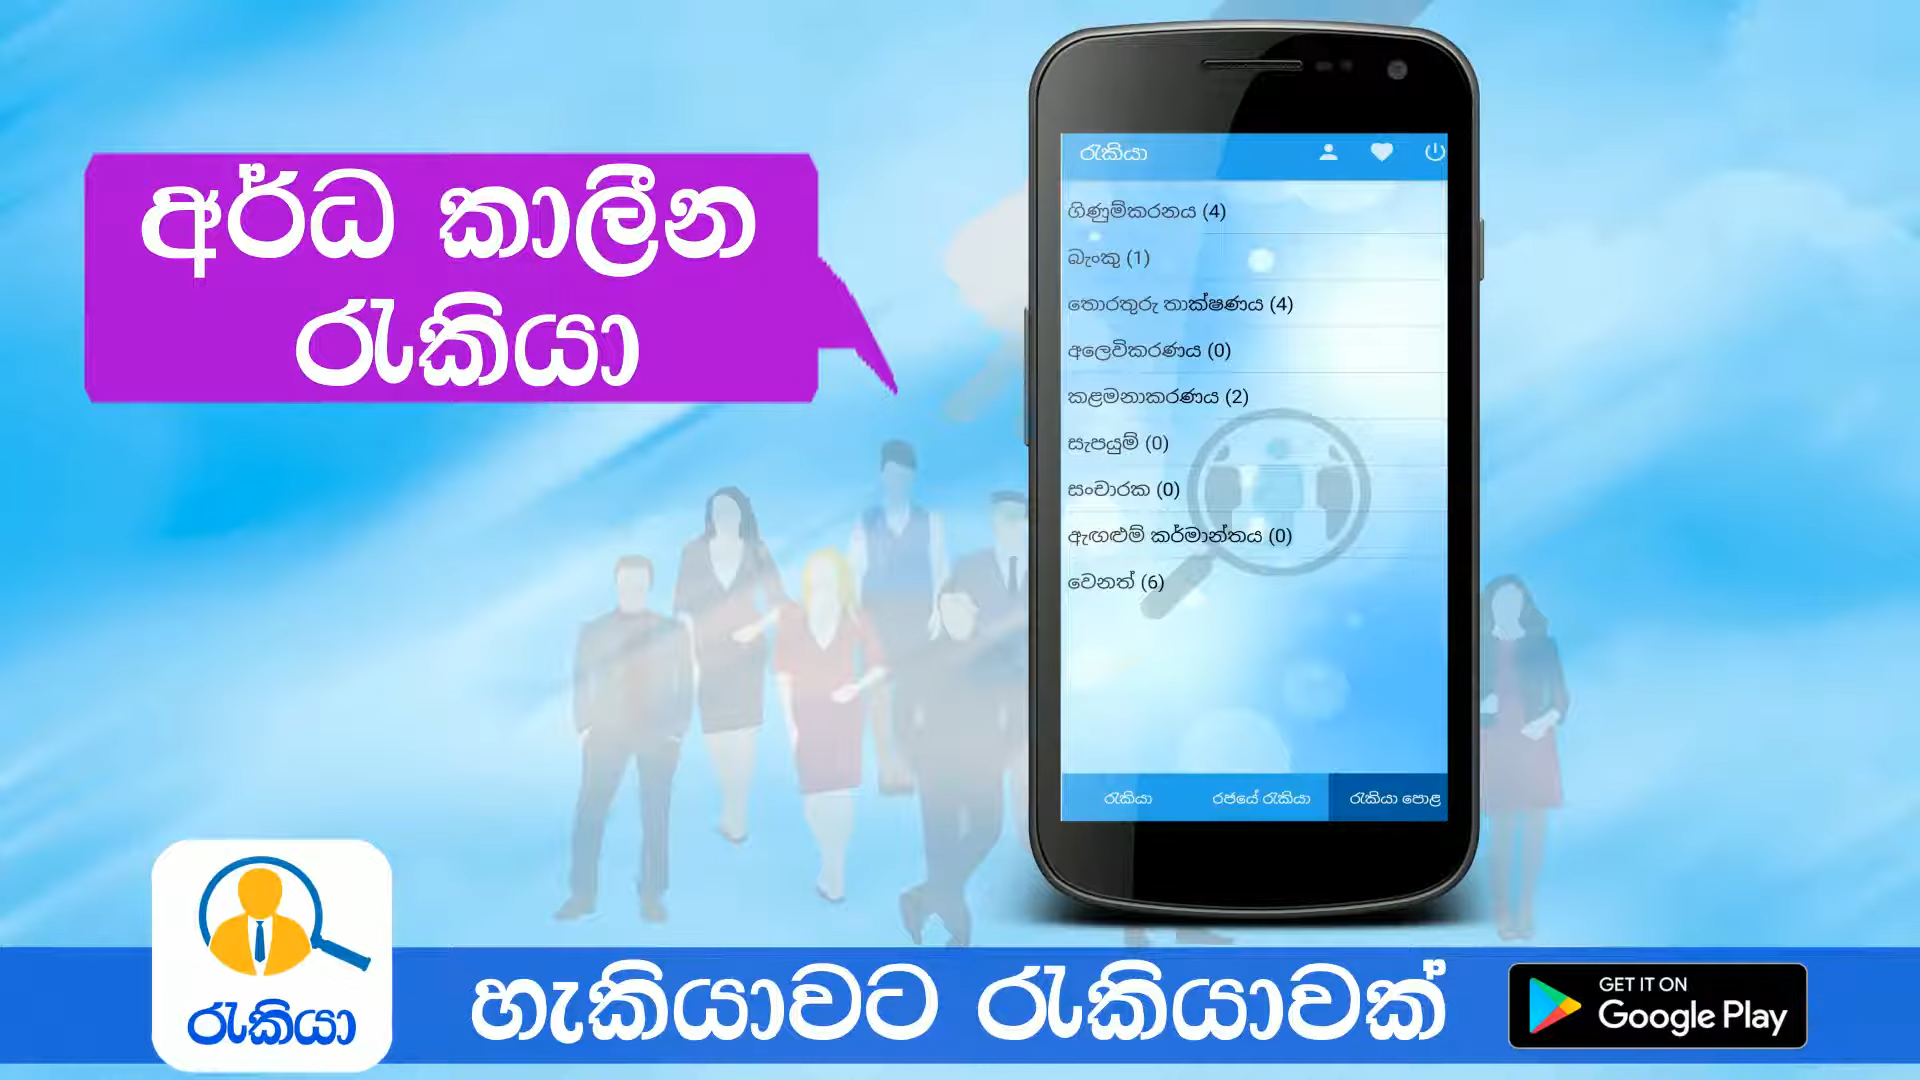 අර්ධ කාලීන
රැකියා
රැකියා
ගිණුම්කරනය (4)
බැංකු (1)
තොරතුරු තාක්ෂණය (4)
අලෙවිකරණය (0)
කළමනාකරණය (2)
සැපයුම් (0)
සංචාරක (0)
ඇඟළුම් කර්මාන්තය (0)
වෙනත් (6)
රැකියා රජයේ රැකියා රැකියා පොළ
රැකියා
හැකියාවට රැකියාවක්
GET IT ON
Google Play